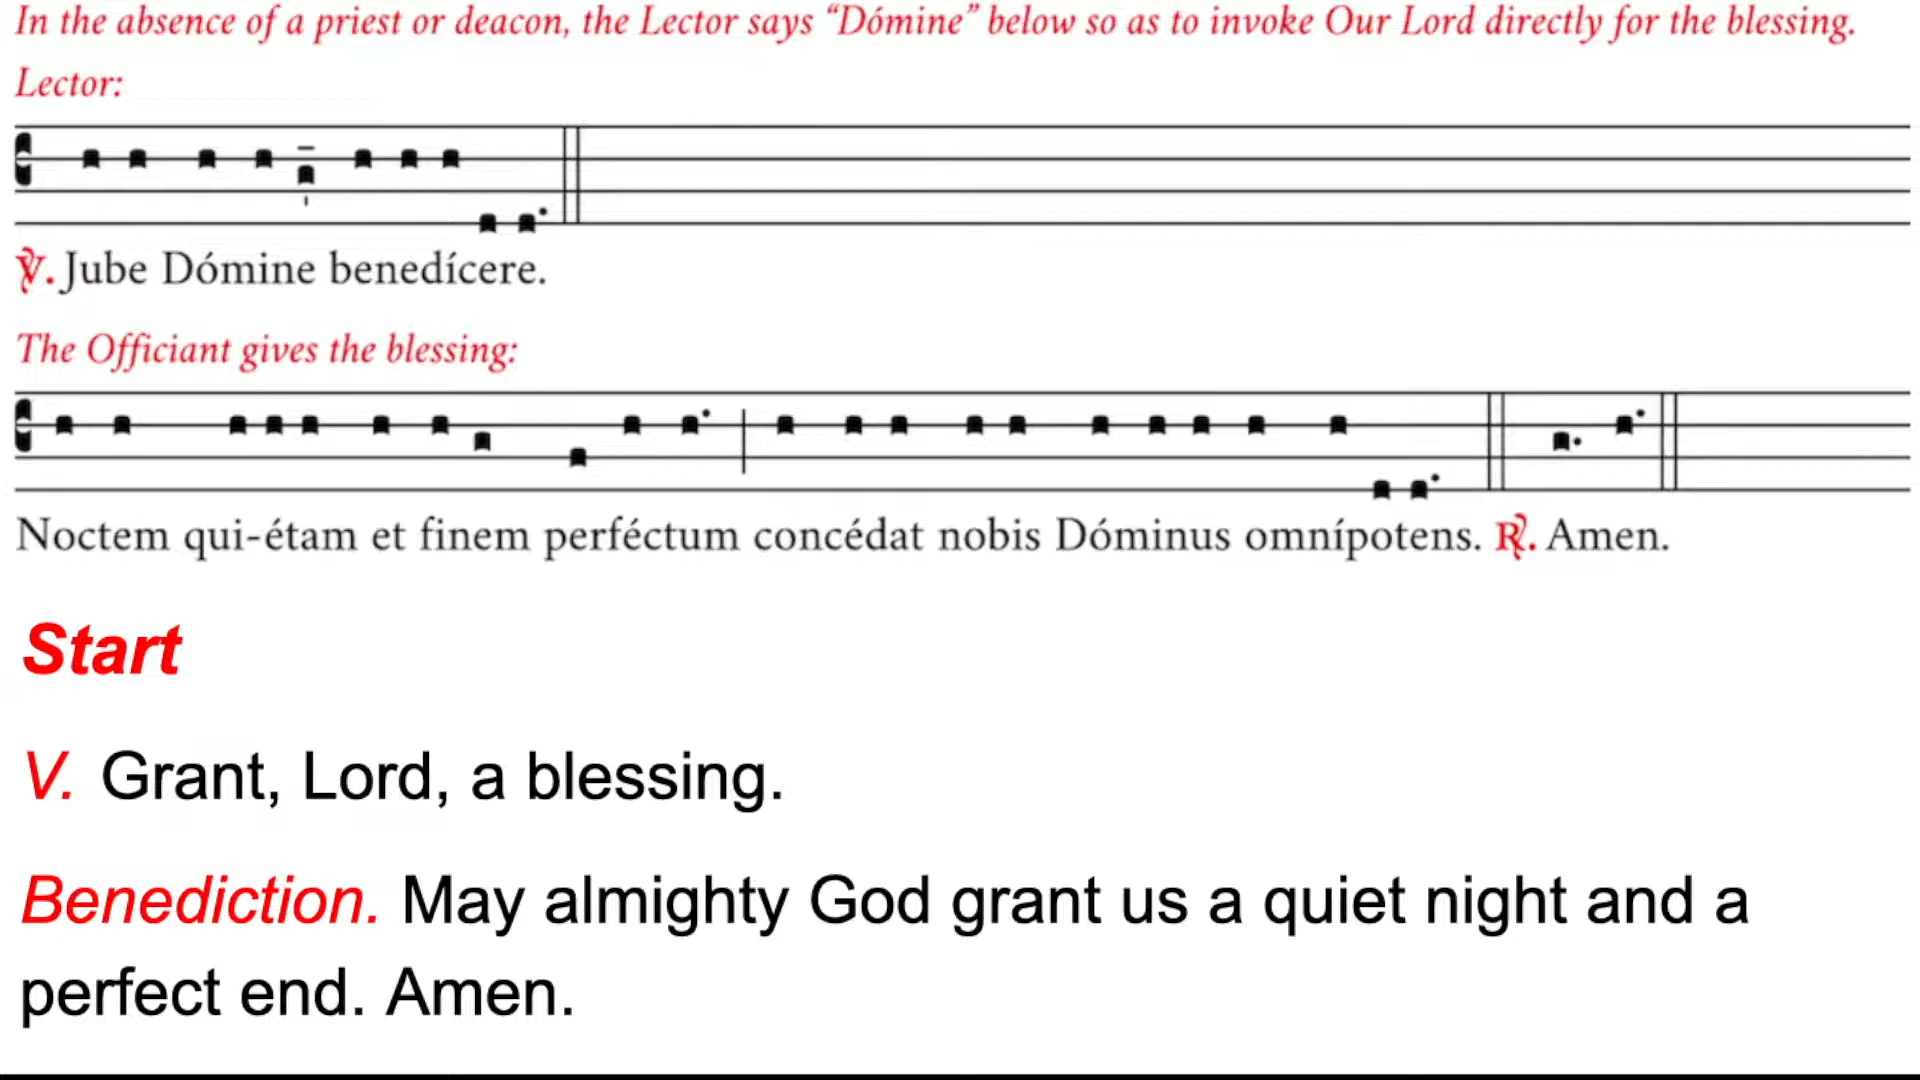 In the absence of a priest or deacon, the Lector says “Dómine” below so as to invoke Our Lord directly for the blessing.
Lector:
℣. Jube Dómine benedícere.
The Officiant gives the blessing:
Noctem qui-étam et finem perféctum concédat nobis Dóminus omnípotens. ℟. Amen.
Start
V. Grant, Lord, a blessing.
Benediction. May almighty God grant us a quiet night and a
perfect end. Amen.